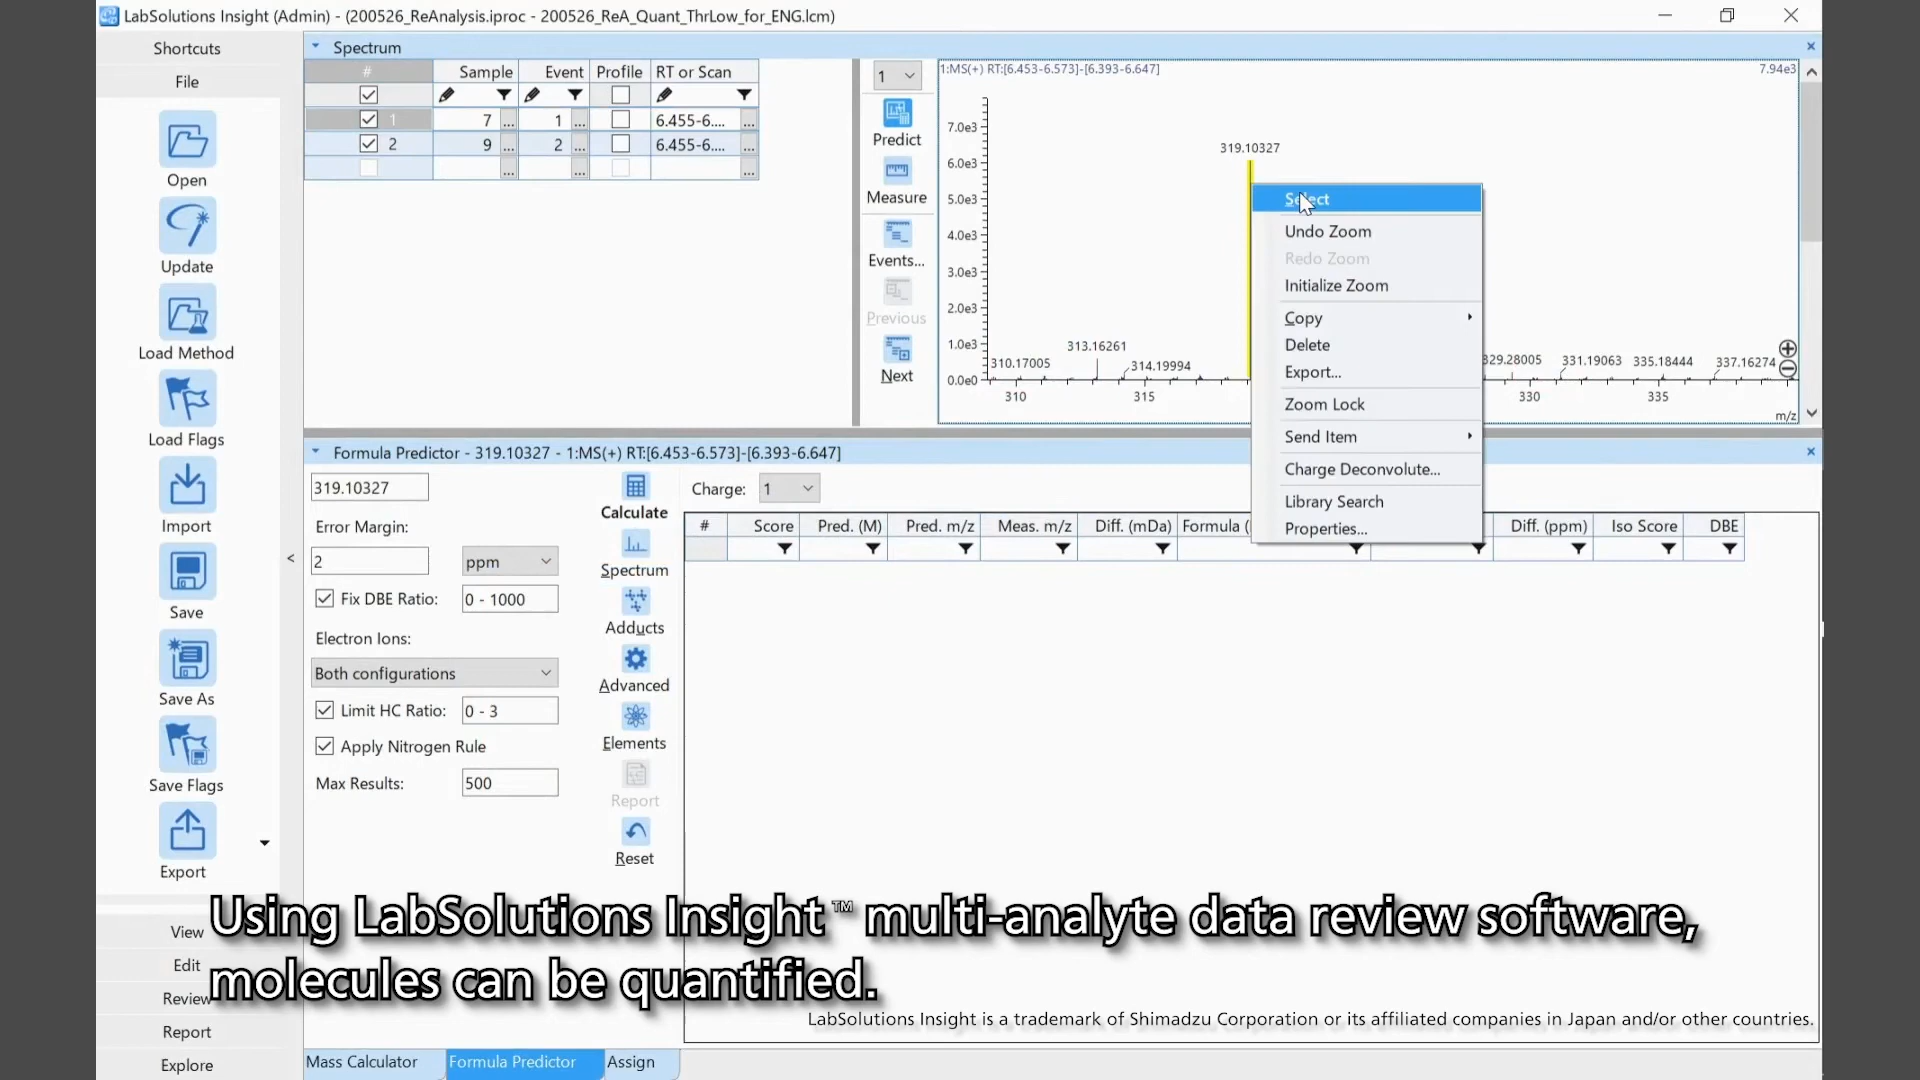 LabSolutions Insight (Admin) - (200526_ReAnalysis.iproc - 200526_ReA_Quant_ThrLow_for_ENG.lcm)
Shortcuts
File
Open
Update
Load Method
Load Flags
Import
Save
Save As
Save Flags
Export
View
Edit
Review
Report
Explore
Spectrum
# Sample Event Profile RT or Scan
1 7 ... 1 ... 6.455-6.... ...
2 9 ... 2 ... 6.455-6.... ...
... ... ...
1
Predict
Measure
Events...
Previous
Next
1:MS(+) RT:[6.453-6.573]-[6.393-6.647] 7.94e3
7.0e3
6.0e3
5.0e3
4.0e3
3.0e3
2.0e3
1.0e3
0.0e0
319.10327
313.16261
310.17005 314.19994 329.28005 331.19063 335.18444 337.16274
310 315 330 335
m/z
Select
Undo Zoom
Redo Zoom
Initialize Zoom
Copy
Delete
Export...
Zoom Lock
Send Item
Charge Deconvolute...
Library Search
Properties...
Formula Predictor - 319.10327 - 1:MS(+) RT:[6.453-6.573]-[6.393-6.647]
319.10327
Error Margin:
2 ppm
Fix DBE Ratio: 0 - 1000
Electron Ions:
Both configurations
Limit HC Ratio: 0 - 3
Apply Nitrogen Rule
Max Results: 500
Calculate
Spectrum
Adducts
Advanced
Elements
Report
Reset
Charge: 1
# Score Pred. (M) Pred. m/z Meas. m/z Diff. (mDa) Formula ( Diff. (ppm) Iso Score DBE
Using LabSolutions Insight™ multi-analyte data review software,
molecules can be quantified.
LabSolutions Insight is a trademark of Shimadzu Corporation or its affiliated companies in Japan and/or other countries.
Mass Calculator Formula Predictor Assign